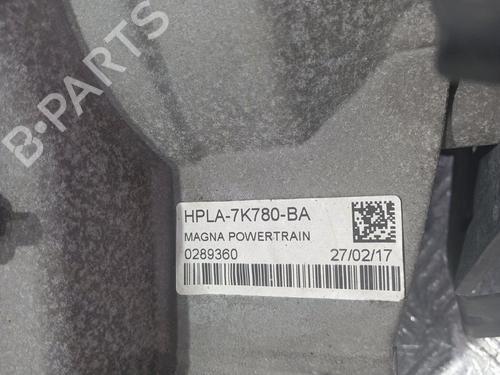 B-PARTS
HPLA-7K780-BA
MAGNA POWERTRAIN
0289360 27/02/17